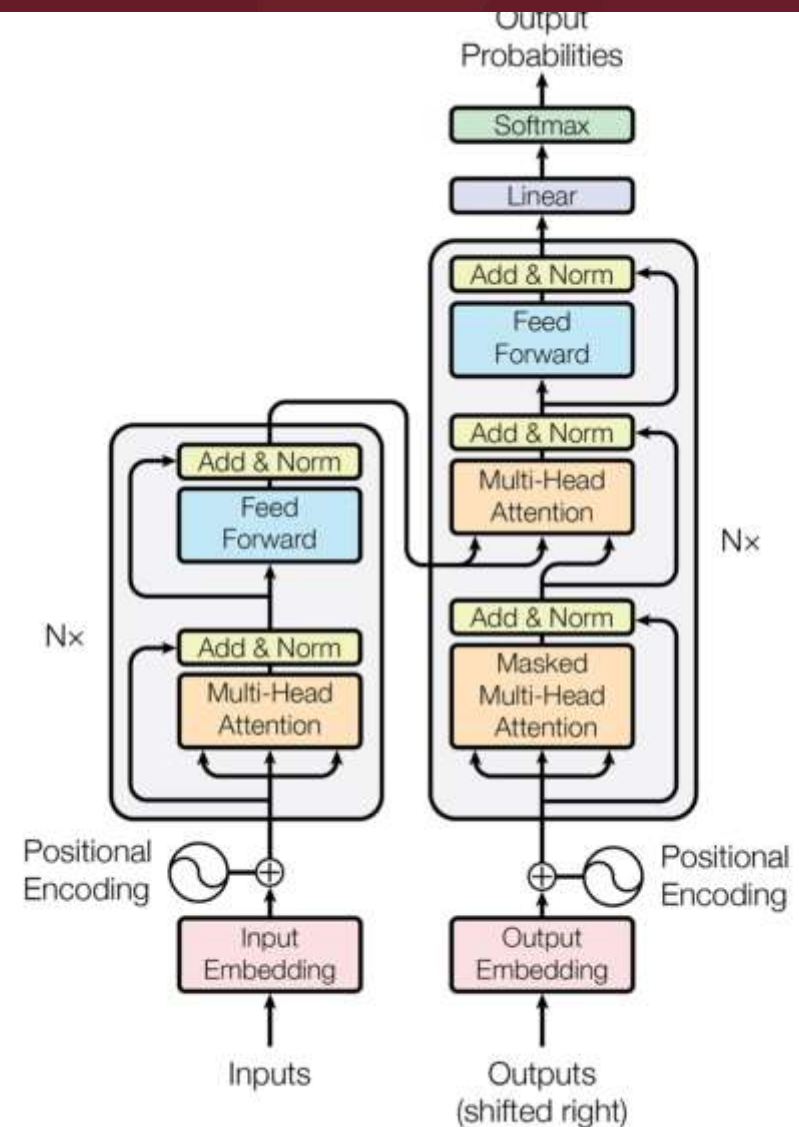 Output
Probabilities
Softmax
Linear
Add & Norm
Feed
Forward
Add & Norm
Multi-Head
Attention
Add & Norm
Masked
Multi-Head
Attention
Nx
Positional
Encoding
Output
Embedding
Outputs
(shifted right)
Add & Norm
Feed
Forward
Add & Norm
Multi-Head
Attention
Nx
Positional
Encoding
Input
Embedding
Inputs